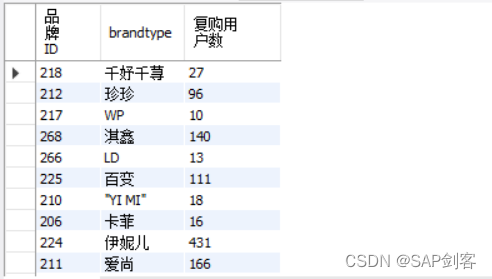 品牌ID brandtype 复购用户数
218 千妤千荨 27
212 珍珍 96
217 WP 10
268 淇鑫 140
266 LD 13
225 百变 111
210 "YI MI" 18
206 卡菲 16
224 伊妮儿 431
211 爱尚 166
CSDN @SAP剑客